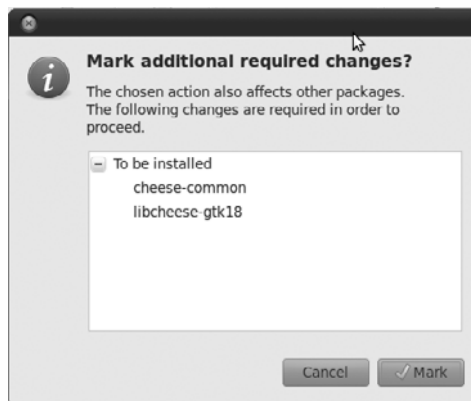 Mark additional required changes?
The chosen action also affects other packages.
The following changes are required in order to
proceed.
To be installed
cheese-common
libcheese-gtk18
Cancel
Mark